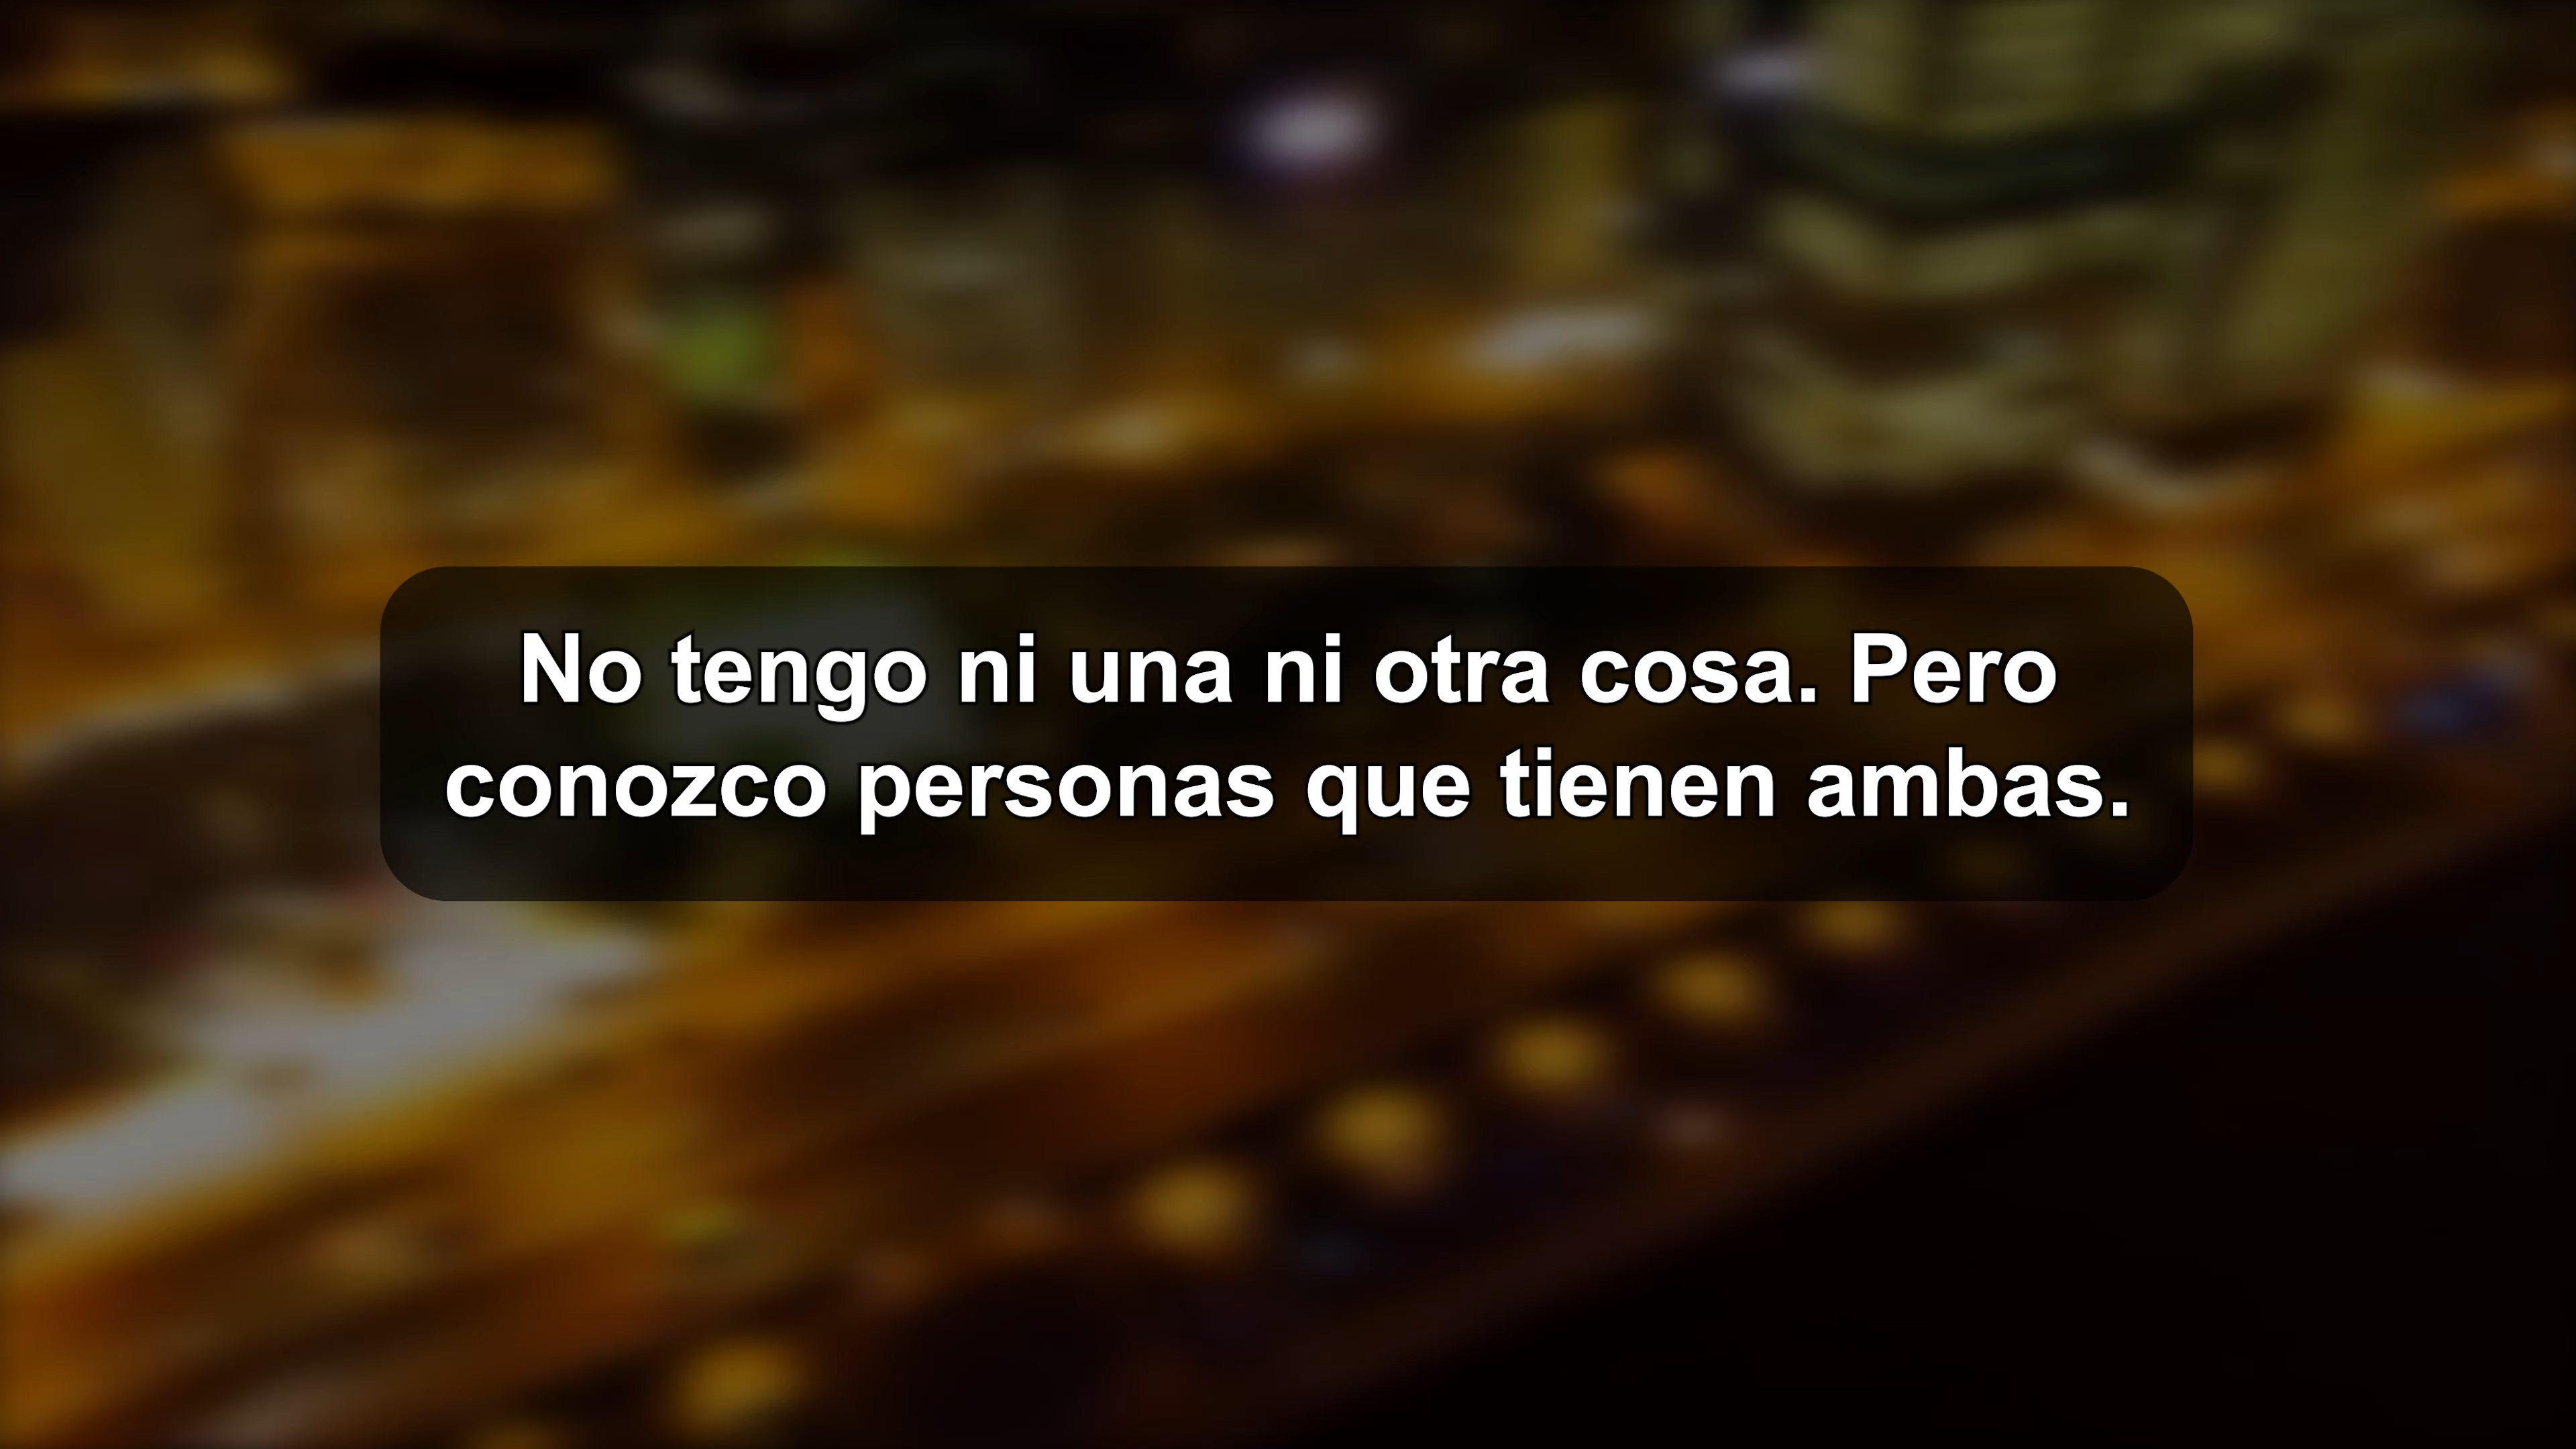 No tengo ni una ni otra cosa. Pero
conozco personas que tienen ambas.